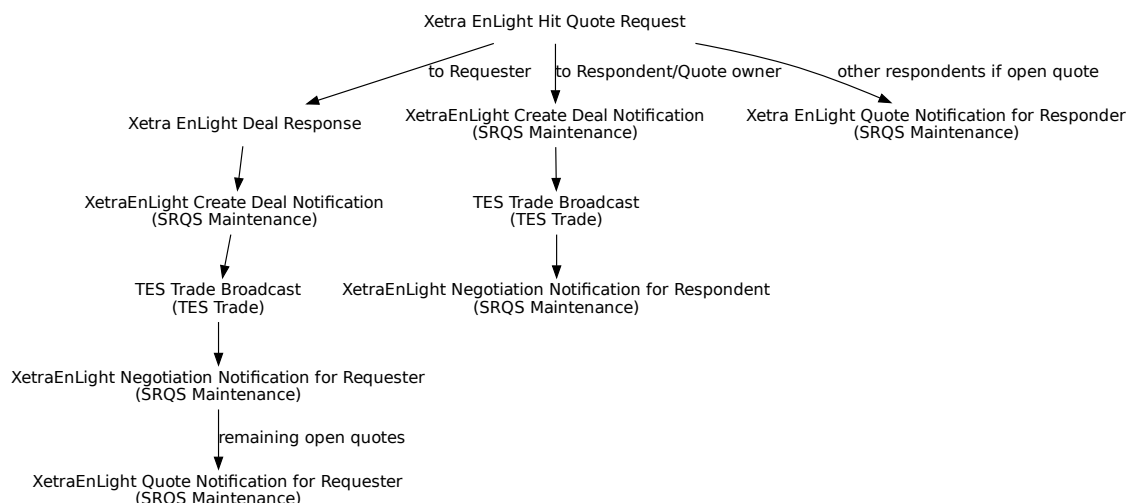 Xetra EnLight Hit Quote Request
to Requester
to Respondent/Quote owner
other respondents if open quote
Xetra EnLight Deal Response
XetraEnLight Create Deal Notification
(SRQS Maintenance)
Xetra EnLight Quote Notification for Responder
(SRQS Maintenance)
XetraEnLight Create Deal Notification
(SRQS Maintenance)
TES Trade Broadcast
(TES Trade)
TES Trade Broadcast
(TES Trade)
XetraEnLight Negotiation Notification for Respondent
(SRQS Maintenance)
XetraEnLight Negotiation Notification for Requester
(SRQS Maintenance)
remaining open quotes
XetraEnLight Quote Notification for Requester
(SRQS Maintenance)